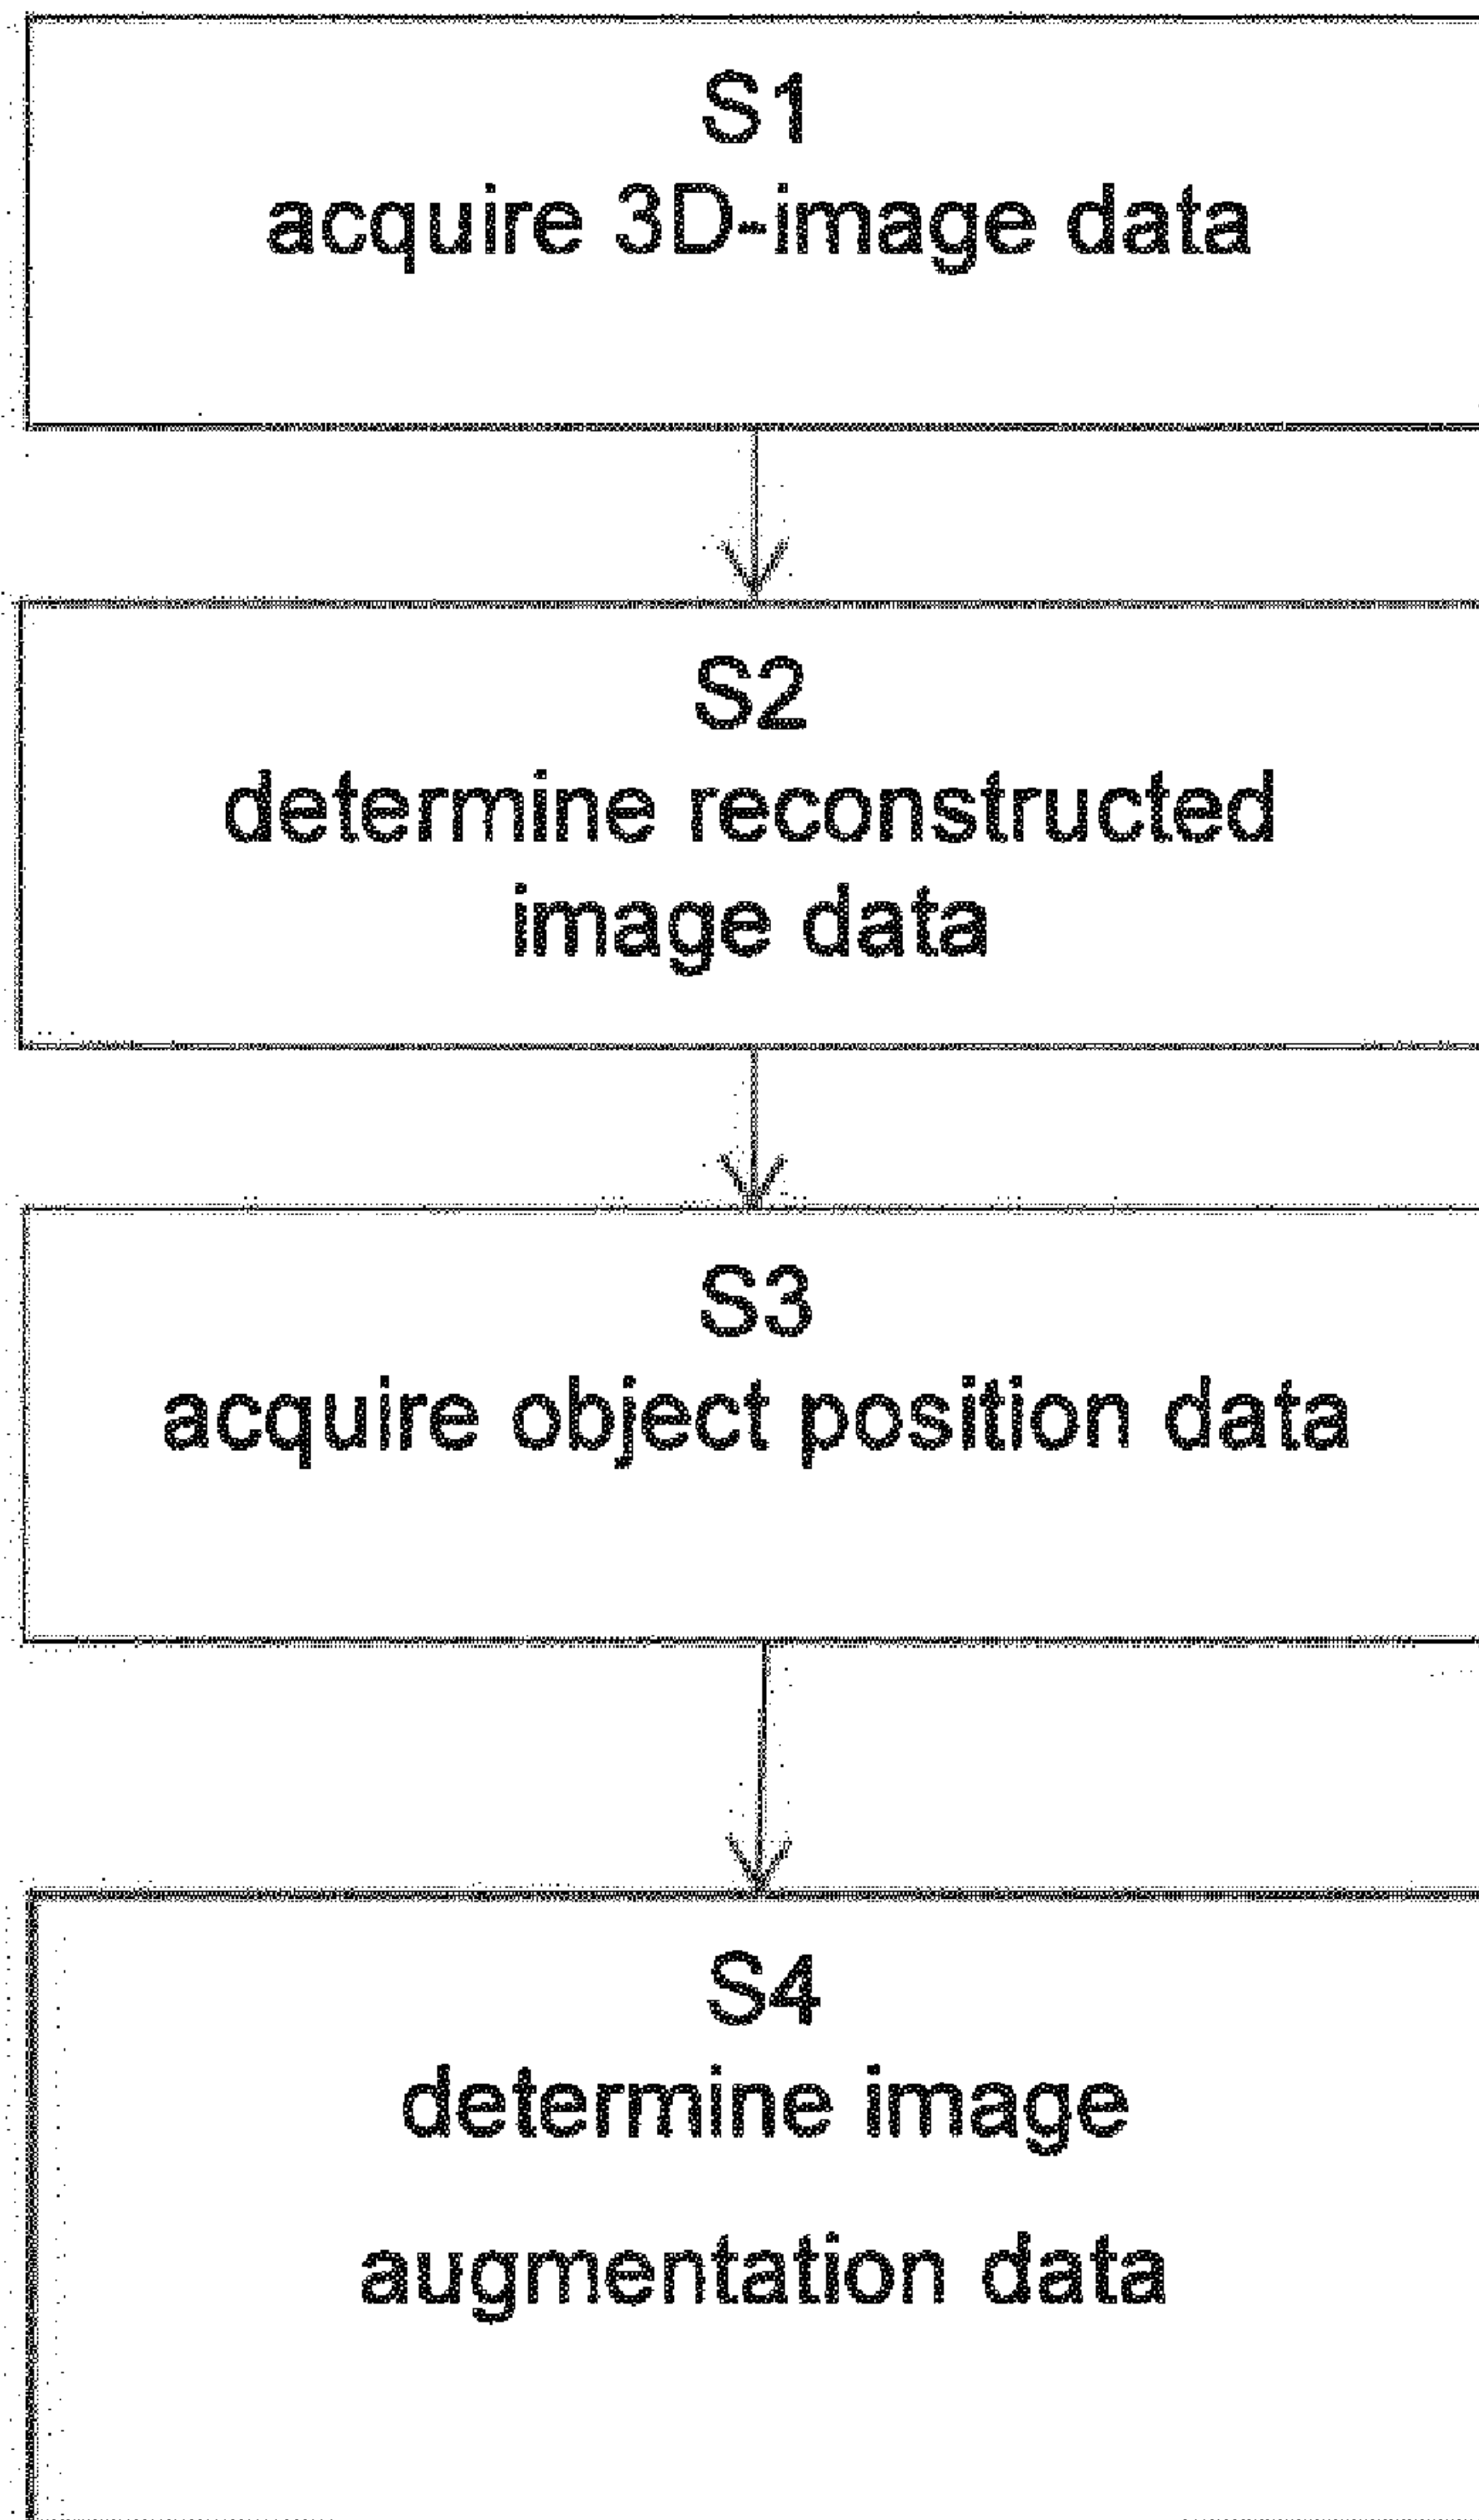 S1
acquire 3D-image data
S2
determine reconstructed
image data
S3
acquire object position data
S4
determine image
augmentation data